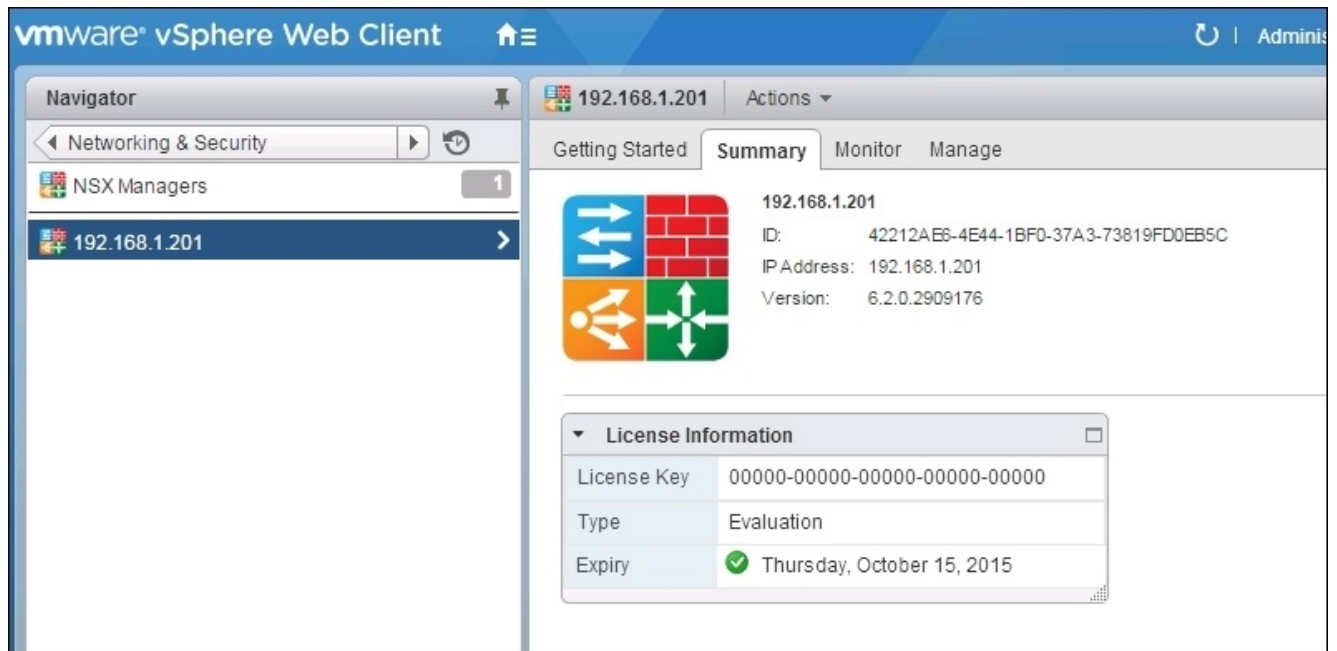 vmware® vSphere Web Client
Navigator
Networking & Security
NSX Managers 1
192.168.1.201
192.168.1.201 Actions
Getting Started Summary Monitor Manage
192.168.1.201
ID: 42212AE6-4E44-1BF0-37A3-73819FD0EB5C
IP Address: 192.168.1.201
Version: 6.2.0.2909176
License Information
License Key 00000-00000-00000-00000-00000
Type Evaluation
Expiry Thursday, October 15, 2015